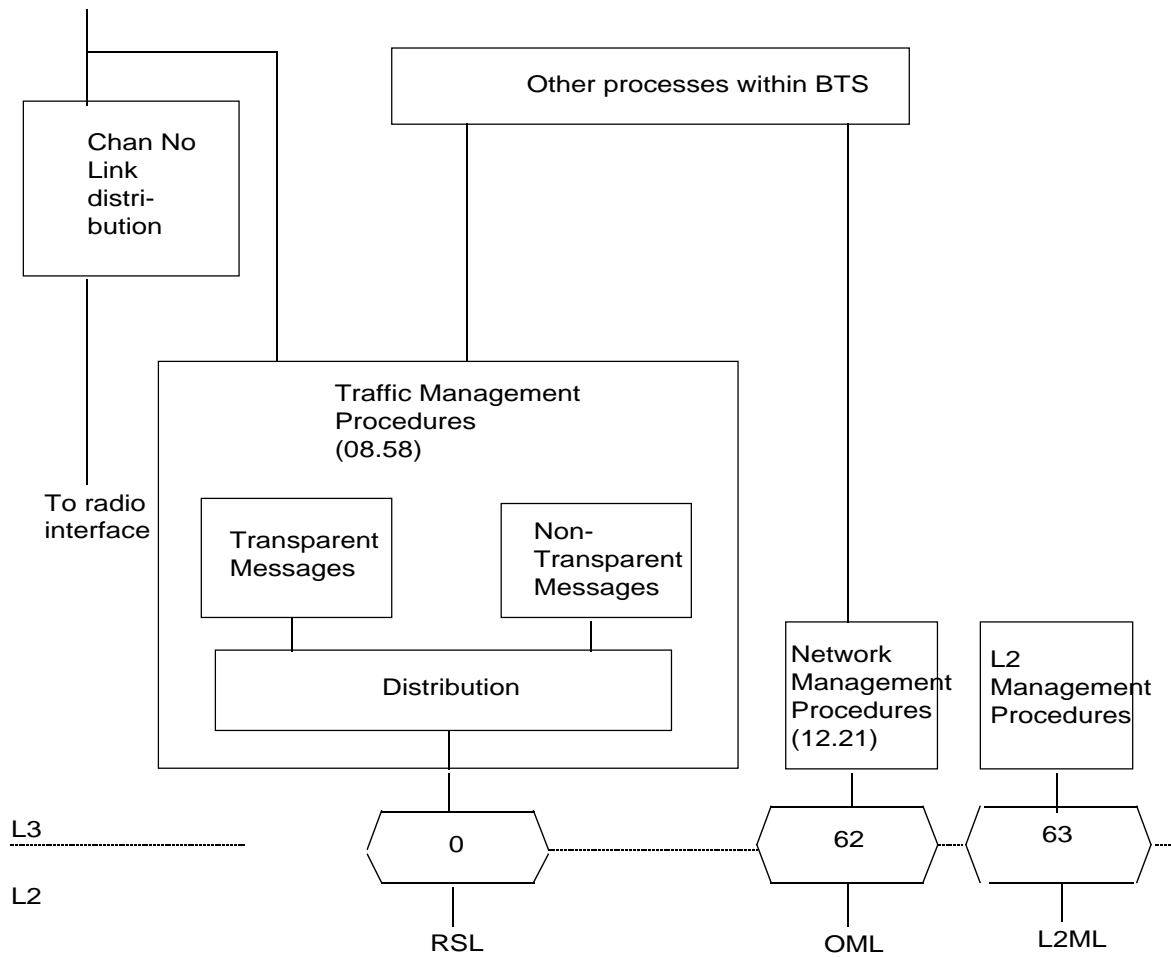 Other processes within BTS
Chan No
Link
distri-
bution
Traffic Management
Procedures
(08.58)
To radio
interface
Transparent
Messages
Non-
Transparent
Messages
Distribution
Network
Management
Procedures
(12.21)
L2
Management
Procedures
L3
0
62
63
L2
RSL
OML
L2ML